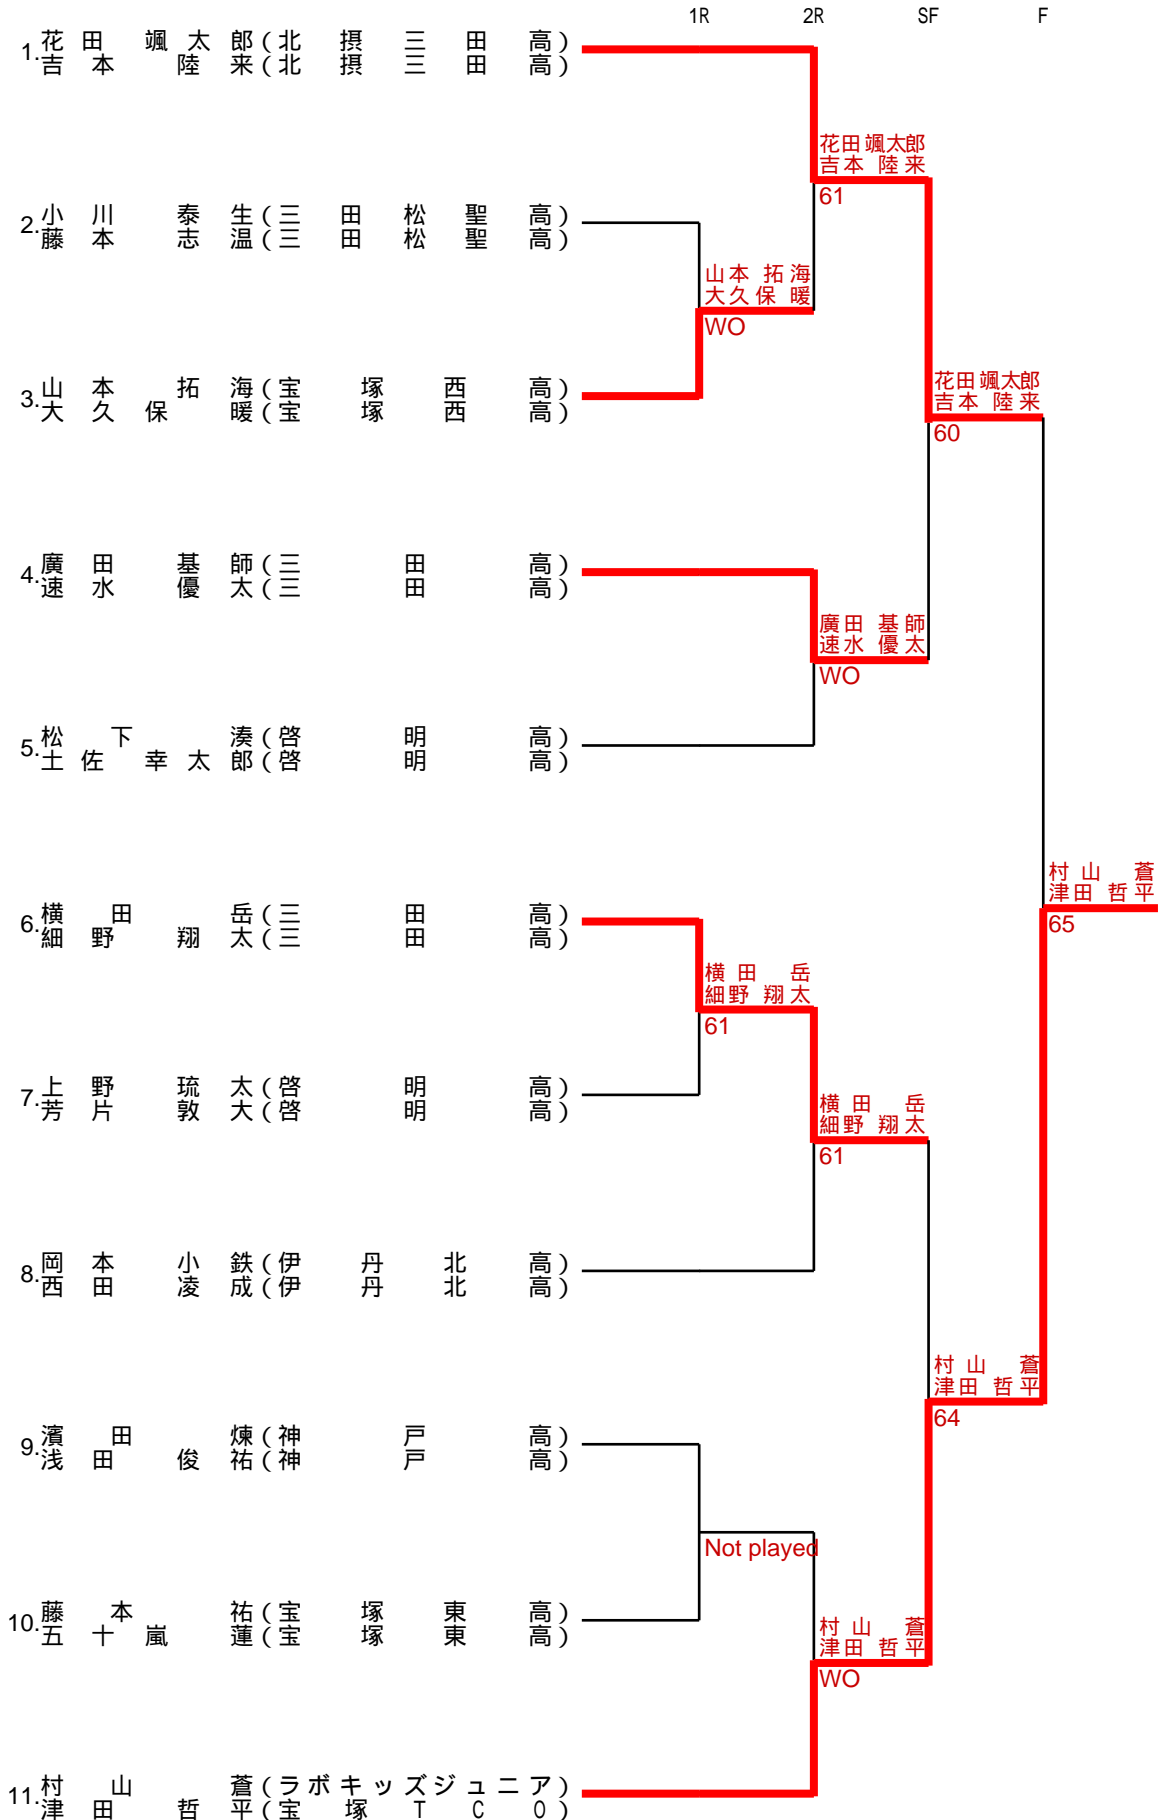 1R 2R SF F
1. 花田 颯太郎 (北摂三田高)
吉本 陸来 (北摂三田高)
花田 颯太郎
吉本 陸来
61
2. 小川 泰生 (三田松聖高)
藤本 志温 (三田松聖高)
山本 拓海
大久保 暖
WO
3. 山本 拓海 (宝塚西高)
大久保 暖 (宝塚西高)
花田 颯太郎
吉本 陸来
60
4. 廣田 基師 (三田高)
速水 優太 (三田高)
廣田 基師
速水 優太
WO
5. 松下 湊 (啓明高)
土佐 幸太郎 (啓明高)
村山 蒼
津田 哲平
65
6. 横田 岳 (三田高)
細野 翔太 (三田高)
横田 岳
細野 翔太
61
7. 上野 琉太 (啓明高)
芳片 敦大 (啓明高)
横田 岳
細野 翔太
61
8. 岡本 小鉄 (伊丹北高)
西田 凌成 (伊丹北高)
村山 蒼
津田 哲平
64
9. 濱田 煉 (神戸高)
浅田 俊祐 (神戸高)
Not played
10. 藤本 祐 (宝塚東高)
五十嵐 蓮 (宝塚東高)
村山 蒼
津田 哲平
WO
11. 村山 蒼 (ラボキッズジュニア)
津田 哲平 (宝塚TCO)